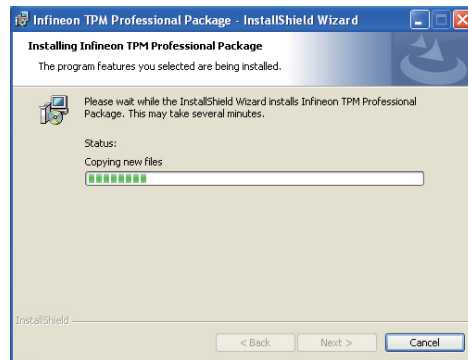 Infineon TPM Professional Package - InstallShield Wizard
Installing Infineon TPM Professional Package
The program features you selected are being installed.
Please wait while the InstallShield Wizard installs Infineon TPM Professional
Package. This may take several minutes.
Status:
Copying new files
InstallShield
< Back
Next >
Cancel